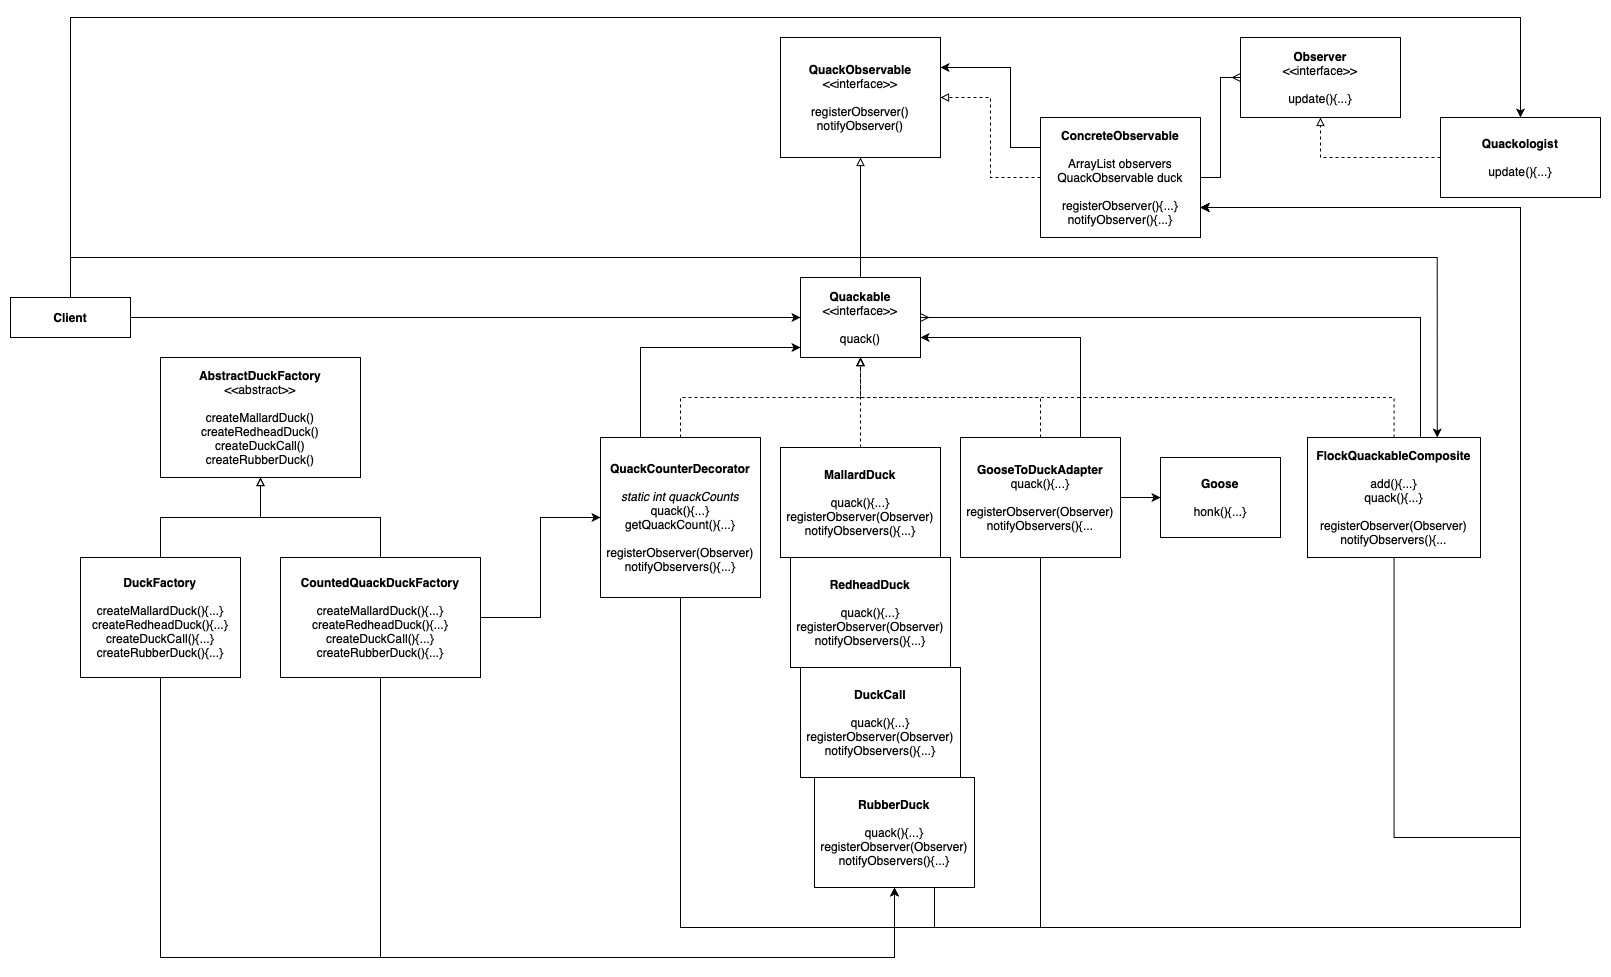 QuackObservable
<<interface>>
registerObserver()
notifyObserver()
Observer
<<interface>>
update(){...}
ConcreteObservable
ArrayList observers
QuackObservable duck
registerObserver(){...}
notifyObserver(){...}
Quackologist
update(){...}
Client
Quackable
<<interface>>
quack()
AbstractDuckFactory
<<abstract>>
createMallardDuck()
createRedheadDuck()
createDuckCall()
createRubberDuck()
QuackCounterDecorator
static int quackCounts
quack(){...}
getQuackCount(){...}
registerObserver(Observer)
notifyObservers(){...}
MallardDuck
quack(){...}
registerObserver(Observer)
notifyObservers(){...}
GooseToDuckAdapter
quack(){...}
registerObserver(Observer)
notifyObservers(){...
Goose
honk(){...}
FlockQuackableComposite
add(){...}
quack(){...}
registerObserver(Observer)
notifyObservers(){...
DuckFactory
createMallardDuck(){...}
createRedheadDuck(){...}
createDuckCall(){...}
createRubberDuck(){...}
CountedQuackDuckFactory
createMallardDuck(){...}
createRedheadDuck(){...}
createDuckCall(){...}
createRubberDuck(){...}
RedheadDuck
quack(){...}
registerObserver(Observer)
notifyObservers(){...}
DuckCall
quack(){...}
registerObserver(Observer)
notifyObservers(){...}
RubberDuck
quack(){...}
registerObserver(Observer)
notifyObservers(){...}